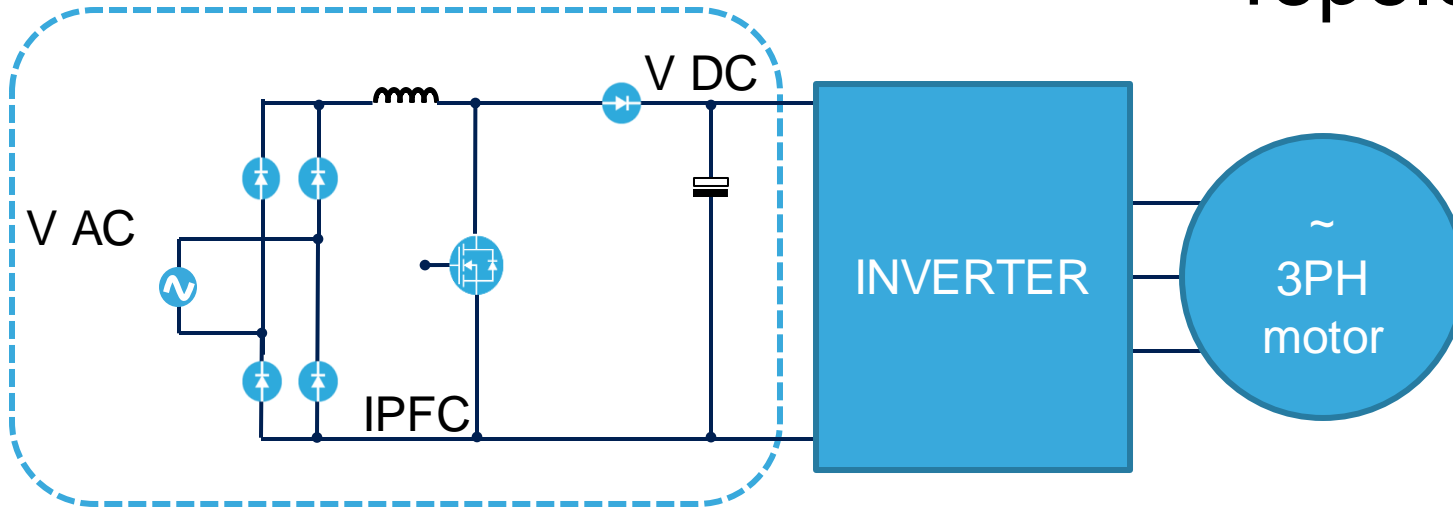 V DC
V AC
IPFC
INVERTER
~
3PH
motor